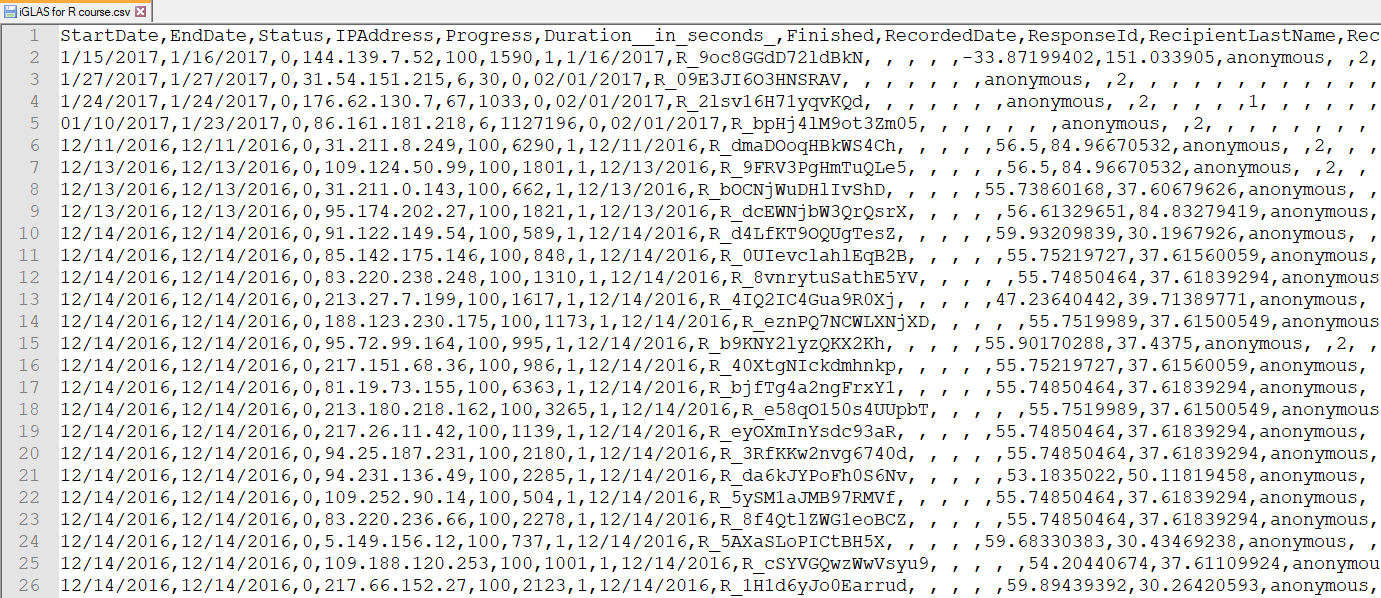 iGLAS for R course.csv
1 StartDate,EndDate,Status,IPAddress,Progress,Duration__in_seconds_,Finished,RecordedDate,ResponseId,RecipientLastName,Rec
2 1/15/2017,1/16/2017,0,144.139.7.52,100,1590,1,1/16/2017,R_9oc8GGdD72ldBkN, , , , ,-33.87199402,151.033905,anonymous, ,2,
3 1/27/2017,1/27/2017,0,31.54.151.215,6,30,0,02/01/2017,R_09E3JI6O3HNSRAV, , , , , , ,anonymous, ,2, , , , , , , , , , ,
4 1/24/2017,1/24/2017,0,176.62.130.7,67,1033,0,02/01/2017,R_2lsv16H71yqvKQd, , , , , , ,anonymous, ,2, , , , ,1, , , , , ,
5 01/10/2017,1/23/2017,0,86.161.181.218,6,1127196,0,02/01/2017,R_bpHj4lM9ot3Zm05, , , , , , ,anonymous, ,2, , , , , , , ,
6 12/11/2016,12/11/2016,0,31.211.8.249,100,6290,1,12/11/2016,R_dmaDOoqHBkWS4Ch, , , , ,56.5,84.96670532,anonymous, ,2, , ,
7 12/13/2016,12/13/2016,0,109.124.50.99,100,1801,1,12/13/2016,R_9FRV3PgHmTuQLe5, , , , ,56.5,84.96670532,anonymous, ,2, ,
8 12/13/2016,12/13/2016,0,31.211.0.143,100,662,1,12/13/2016,R_bOCNjWuDHlIvShD, , , , ,55.73860168,37.60679626,anonymous, ,
9 12/13/2016,12/13/2016,0,95.174.202.27,100,1821,1,12/13/2016,R_dcEWNjbW3QrQsrX, , , , ,56.61329651,84.83279419,anonymous,
10 12/14/2016,12/14/2016,0,91.122.149.54,100,589,1,12/14/2016,R_d4LfKT9OQUgTesZ, , , , ,59.93209839,30.1967926,anonymous, ,
11 12/14/2016,12/14/2016,0,85.142.175.146,100,848,1,12/14/2016,R_0UIevclahlEqB2B, , , , ,55.75219727,37.61560059,anonymous,
12 12/14/2016,12/14/2016,0,83.220.238.248,100,1310,1,12/14/2016,R_8vnrytuSathE5YV, , , , ,55.74850464,37.61839294,anonymous
13 12/14/2016,12/14/2016,0,213.27.7.199,100,1617,1,12/14/2016,R_4IQ2IC4Gua9R0Xj, , , , ,47.23640442,39.71389771,anonymous,
14 12/14/2016,12/14/2016,0,188.123.230.175,100,1173,1,12/14/2016,R_eznPQ7NCWLXNjXD, , , , ,55.7519989,37.61500549,anonymous
15 12/14/2016,12/14/2016,0,95.72.99.164,100,995,1,12/14/2016,R_b9KNY2lyzQKX2Kh, , , , ,55.90170288,37.4375,anonymous, ,2, ,
16 12/14/2016,12/14/2016,0,217.151.68.36,100,986,1,12/14/2016,R_40XtgNIckdmhnkp, , , , ,55.75219727,37.61560059,anonymous,
17 12/14/2016,12/14/2016,0,81.19.73.155,100,6363,1,12/14/2016,R_bjfTg4a2ngFrxY1, , , , ,55.74850464,37.61839294,anonymous,
18 12/14/2016,12/14/2016,0,213.180.218.162,100,3265,1,12/14/2016,R_e58qO150s4UUpbT, , , , ,55.7519989,37.61500549,anonymous
19 12/14/2016,12/14/2016,0,217.26.11.42,100,1139,1,12/14/2016,R_eyOXmInYsdc93aR, , , , ,55.74850464,37.61839294,anonymous,
20 12/14/2016,12/14/2016,0,94.25.187.231,100,2180,1,12/14/2016,R_3RfKKw2nvg6740d, , , , ,55.74850464,37.61839294,anonymous,
21 12/14/2016,12/14/2016,0,94.231.136.49,100,2285,1,12/14/2016,R_da6kJYPoFh0S6Nv, , , , ,53.1835022,50.11819458,anonymous,
22 12/14/2016,12/14/2016,0,109.252.90.14,100,504,1,12/14/2016,R_5ySMlaJMB97RMVf, , , , ,55.74850464,37.61839294,anonymous,
23 12/14/2016,12/14/2016,0,83.220.236.66,100,2278,1,12/14/2016,R_8f4QtlZWG1eoBCZ, , , , ,55.74850464,37.61839294,anonymous,
24 12/14/2016,12/14/2016,0,5.149.156.12,100,737,1,12/14/2016,R_5AXaSLoPICtBH5X, , , , ,59.68330383,30.43469238,anonymous, ,
25 12/14/2016,12/14/2016,0,109.188.120.253,100,1001,1,12/14/2016,R_cSYVGQwzWwVsyu9, , , , ,54.20440674,37.61109924,anonymou
26 12/14/2016,12/14/2016,0,217.66.152.27,100,2123,1,12/14/2016,R_1H1d6yJo0Earrud, , , , ,59.89439392,30.26420593,anonymous,